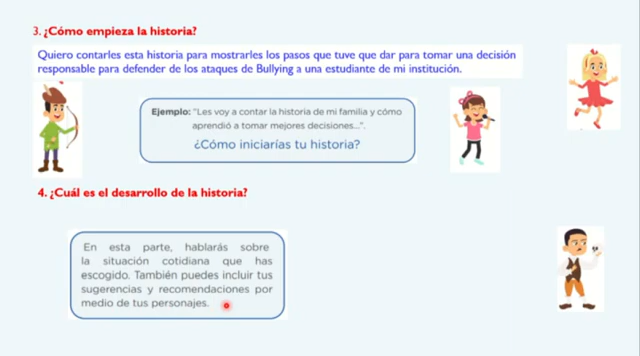 3. ¿Cómo empieza la historia?
Quiero contarles esta historia para mostrarles los pasos que tuve que dar para tomar una decisión
responsable para defender de los ataques de Bullying a una estudiante de mi institución.
Ejemplo: "Les voy a contar la historia de mi familia y cómo
aprendió a tomar mejores decisiones...".
¿Cómo iniciarías tu historia?
4. ¿Cuál es el desarrollo de la historia?
En esta parte, hablarás sobre
la situación cotidiana que has
escogido. También puedes incluir tus
sugerencias y recomendaciones por
medio de tus personajes.